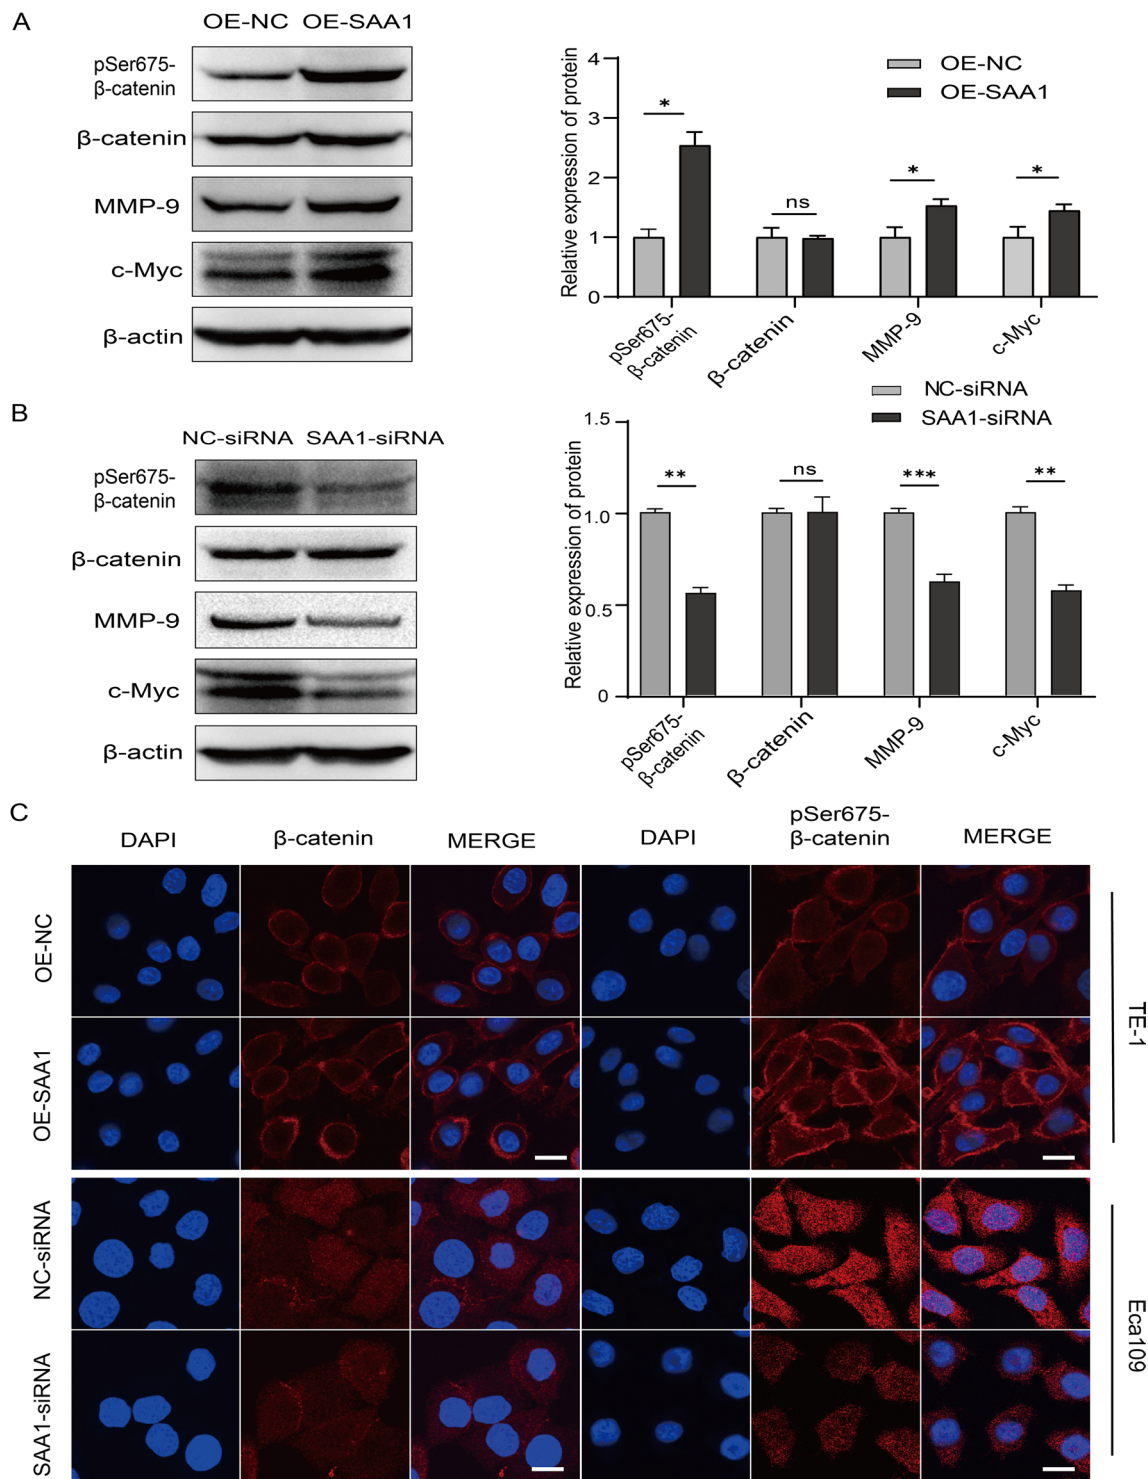 A
OE-NC OE-SAA1
pSer675-
β-catenin
β-catenin
MMP-9
c-Myc
β-actin
Relative expression of protein
4
3
2
1
0
OE-NC
OE-SAA1
*
ns
*
*
pSer675-
β-catenin
β-catenin
MMP-9
c-Myc
B
NC-siRNA SAA1-siRNA
pSer675-
β-catenin
β-catenin
MMP-9
c-Myc
β-actin
Relative expression of protein
1.5
1.0
0.5
0
NC-siRNA
SAA1-siRNA
**
ns
***
**
pSer675-
β-catenin
β-catenin
MMP-9
c-Myc
C
DAPI
β-catenin
MERGE
DAPI
pSer675-
β-catenin
MERGE
OE-NC
OE-SAA1
TE-1
NC-siRNA
SAA1-siRNA
Eca109